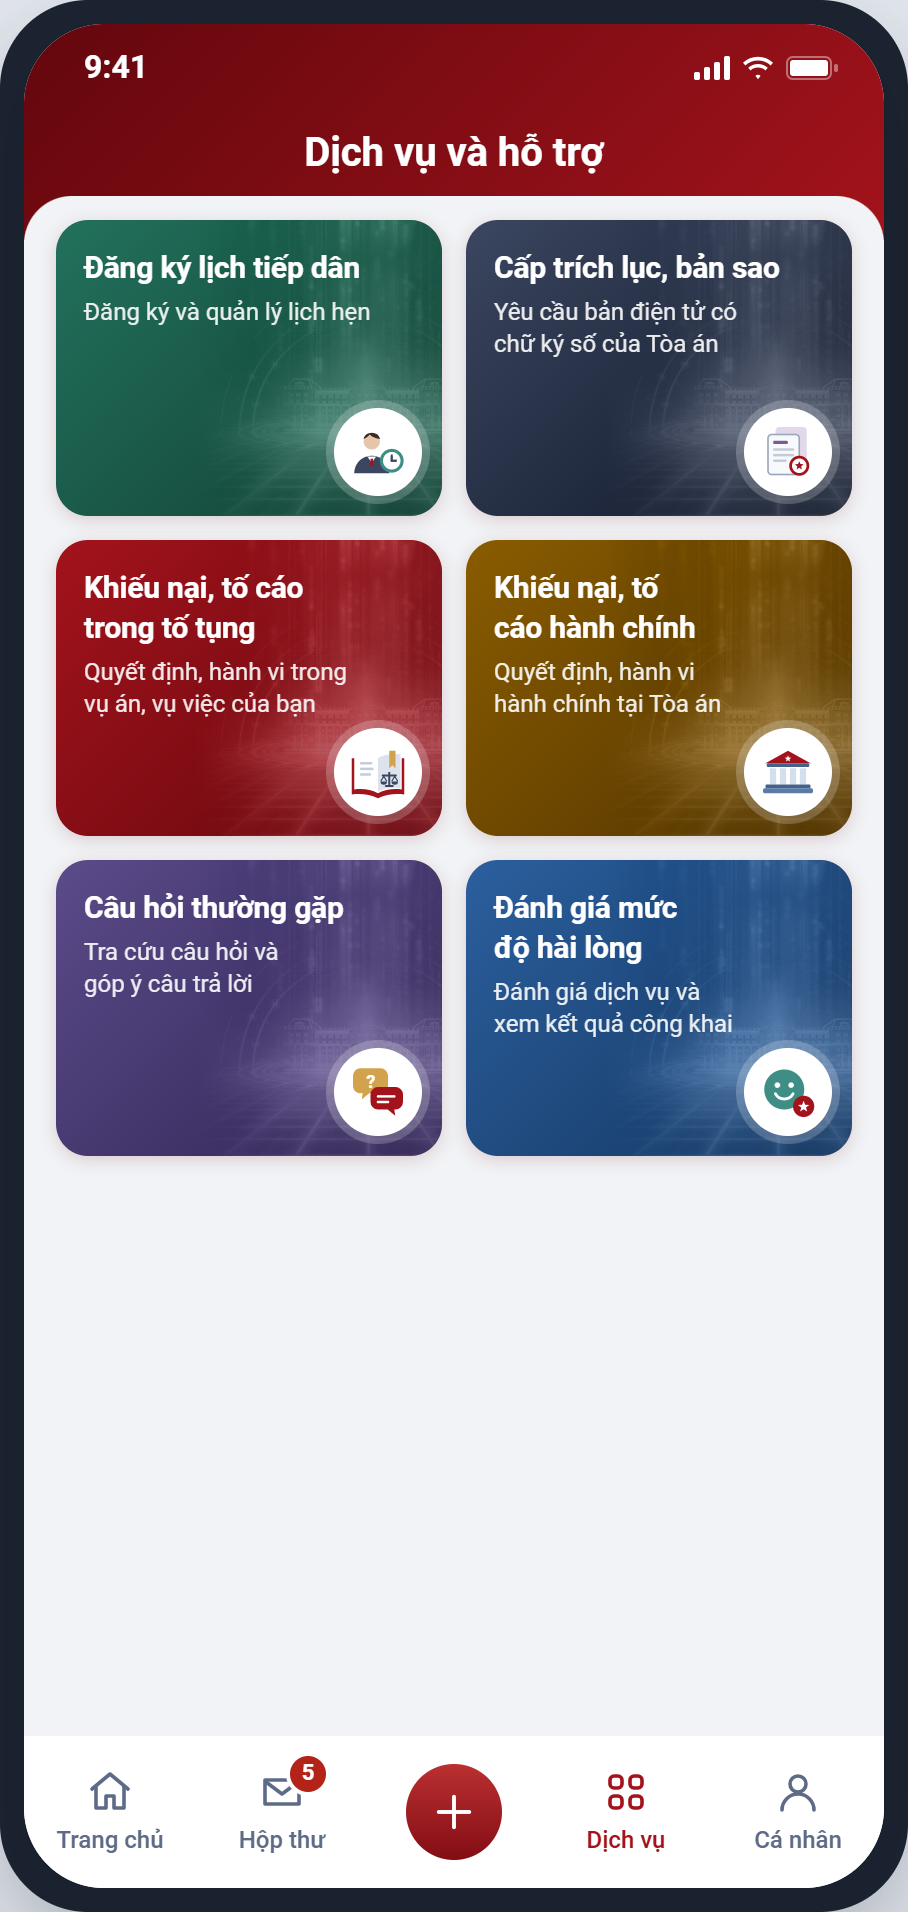 9:41
Dịch vụ và hỗ trợ
Đăng ký lịch tiếp dân
Đăng ký và quản lý lịch hẹn
Cấp trích lục, bản sao
Yêu cầu bản điện tử có
chữ ký số của Tòa án
Khiếu nại, tố cáo
trong tố tụng
Quyết định, hành vi trong
vụ án, vụ việc của bạn
Khiếu nại, tố
cáo hành chính
Quyết định, hành vi
hành chính tại Tòa án
Câu hỏi thường gặp
Tra cứu câu hỏi và
góp ý câu trả lời
?
Đánh giá mức
độ hài lòng
Đánh giá dịch vụ và
xem kết quả công khai
Trang chủ
5
Hộp thư
Dịch vụ
Cá nhân